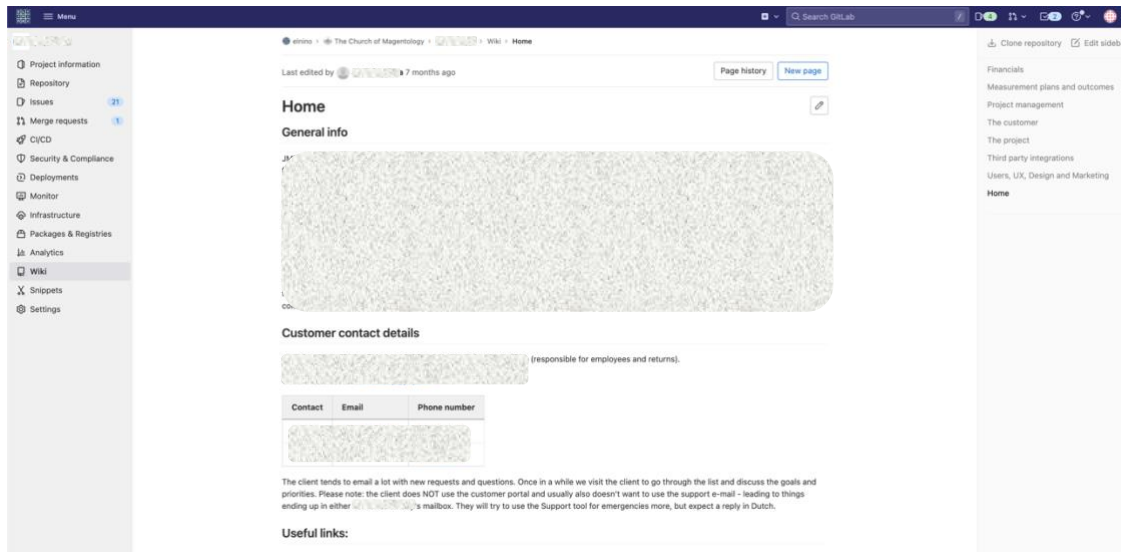 Menu
Search GitLab
/
4
2
Project information
Repository
Issues 21
Merge requests 1
CI/CD
Security & Compliance
Deployments
Monitor
Infrastructure
Packages & Registries
Analytics
Wiki
Snippets
Settings
elnino › The Church of Magentology › Wiki › Home
Last edited by 7 months ago
Page history
New page
Home
General info
Customer contact details
(responsible for employees and returns).
Contact Email Phone number
The client tends to email a lot with new requests and questions. Once in a while we visit the client to go through the list and discuss the goals and
priorities. Please note: the client does NOT use the customer portal and usually also doesn't want to use the support e-mail - leading to things
ending up in either 's mailbox. They will try to use the Support tool for emergencies more, but expect a reply in Dutch.
Useful links:
Clone repository Edit sideb
Financials
Measurement plans and outcomes
Project management
The customer
The project
Third party integrations
Users, UX, Design and Marketing
Home